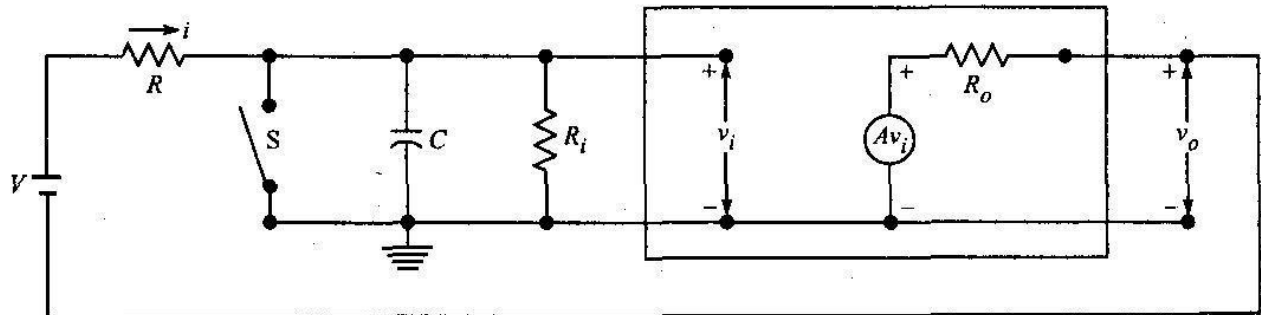 i
R
S
C
R_i
V
+
v_i
−
+
R_o
Av_i
−
+
v_o
−